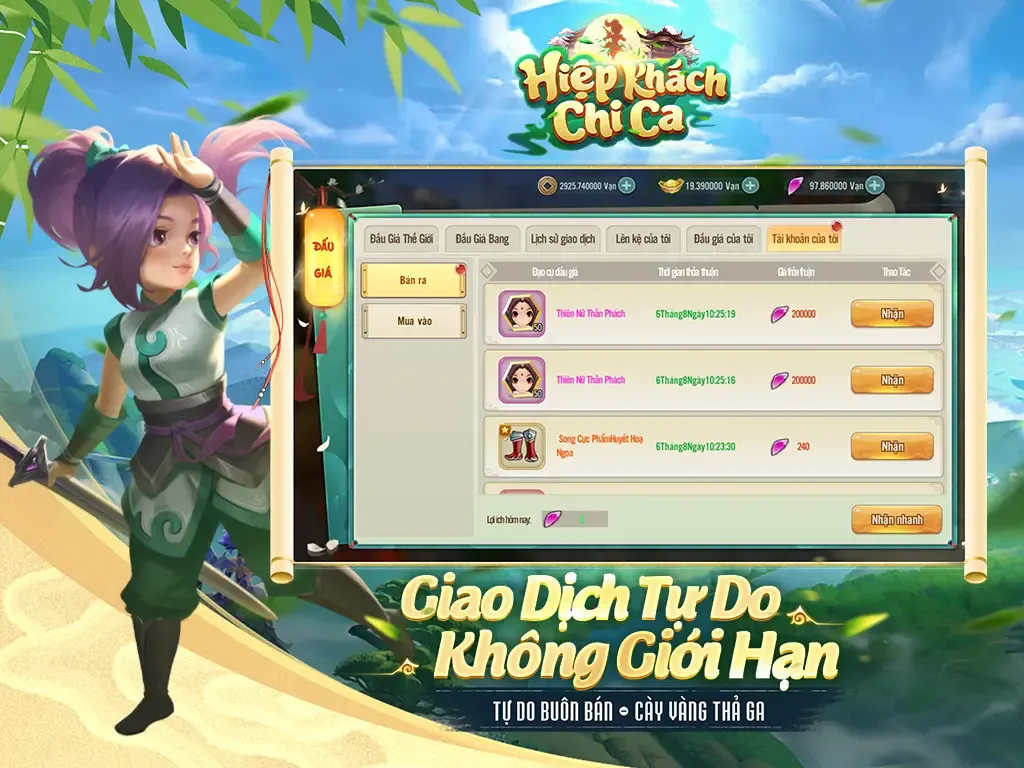 Hiệp Khách
Chi Ca
2925.740000 Vạn
19.390000 Vạn
97.860000 Vạn
ĐẤU
GIÁ
Đấu Giá Thế Giới
Đấu Giá Bang
Lịch sử giao dịch
Lên kệ của tôi
Đấu giá của tôi
Tài khoản của tôi
Bán ra
Mua vào
Đạo cụ đấu giá
Thời gian thỏa thuận
Giá thỏa thuận
Thao Tác
Thiên Nữ Thần Phách
50
6Tháng8Ngày10:25:19
200000
Nhận
Thiên Nữ Thần Phách
50
6Tháng8Ngày10:25:16
200000
Nhận
Song Cực PhẩmHuyết Hoạ
Ngoa
6Tháng8Ngày10:23:30
240
Nhận
Lợi ích hôm nay:
0
Nhận nhanh
Giao Dịch Tự Do
Không Giới Hạn
TỰ DO BUÔN BÁN - CÀY VÀNG THẢ GA